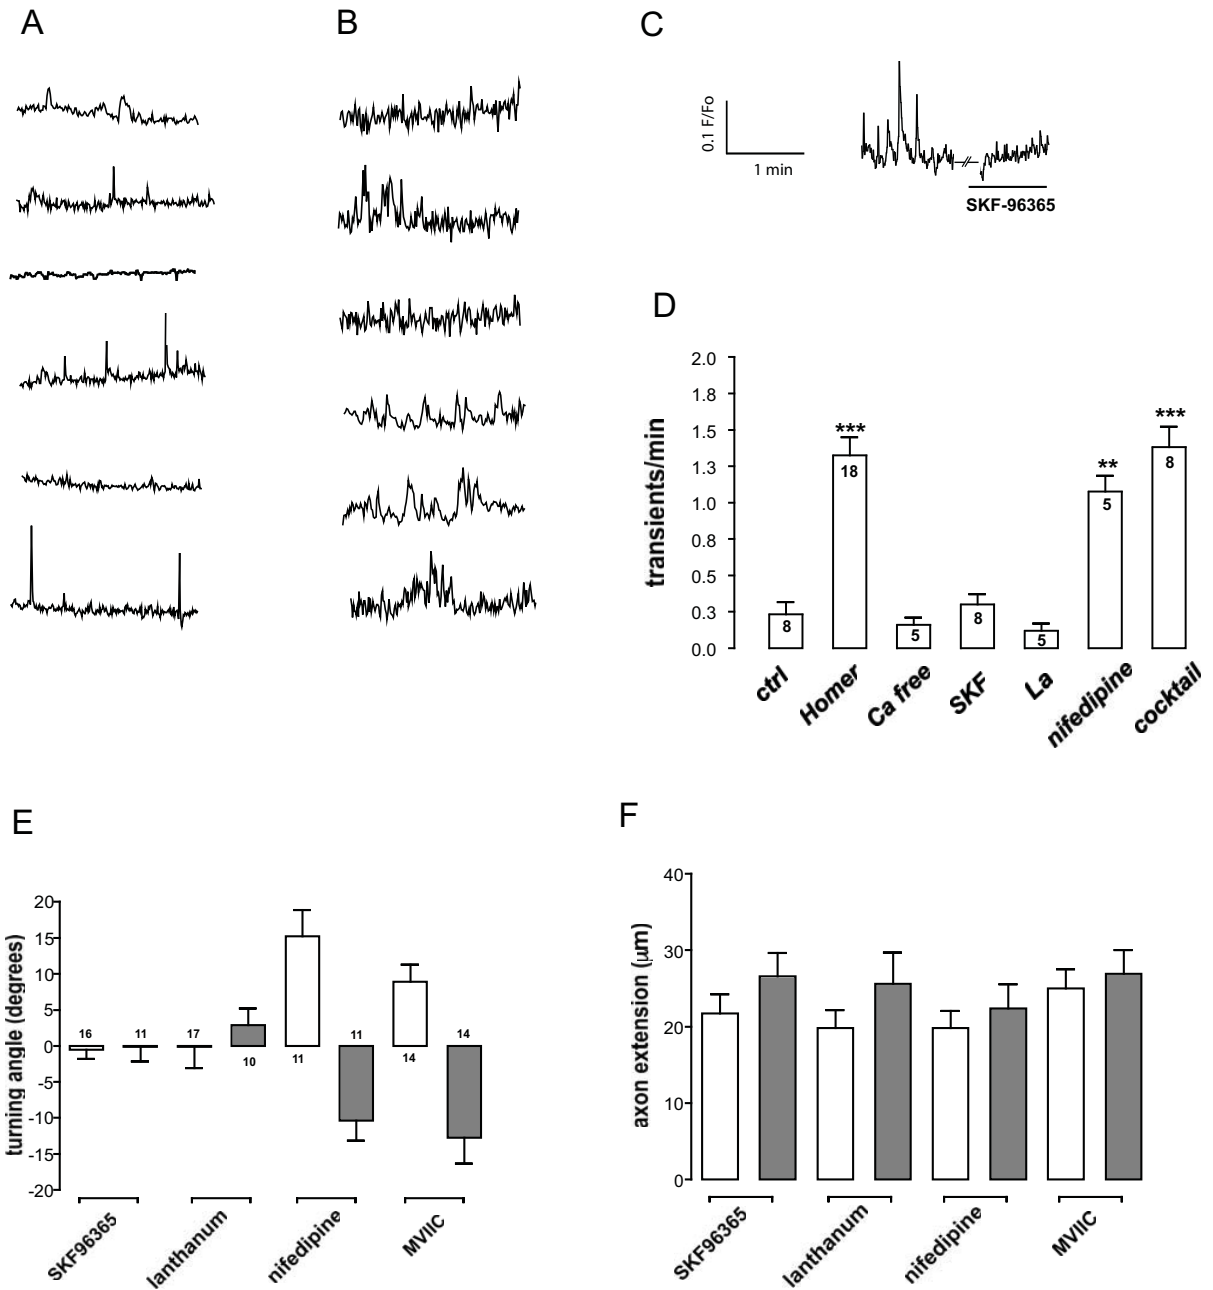 A
B
C
0.1 F/Fo
1 min
SKF-96365
D
transients/min
2.0
1.8
1.5
1.3
1.0
0.8
0.5
0.3
0.0
***
**
***
8
18
5
8
5
5
8
ctrl
Homer
Ca free
SKF
La
nifedipine
cocktail
E
turning angle (degrees)
20
15
10
5
0
-5
-10
-15
-20
16
11
17
10
11
11
14
14
SKF96365
lanthanum
nifedipine
MVIIC
F
axon extension (µm)
40
30
20
10
0
SKF96365
lanthanum
nifedipine
MVIIC